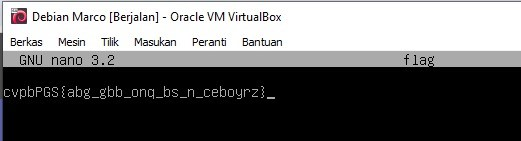 Debian Marco [Berjalan] - Oracle VM VirtualBox
Berkas Mesin Tilik Masukan Peranti Bantuan
GNU nano 3.2 flag
cvpbPGS{abg_gbb_onq_bs_n_ceboyrz}_